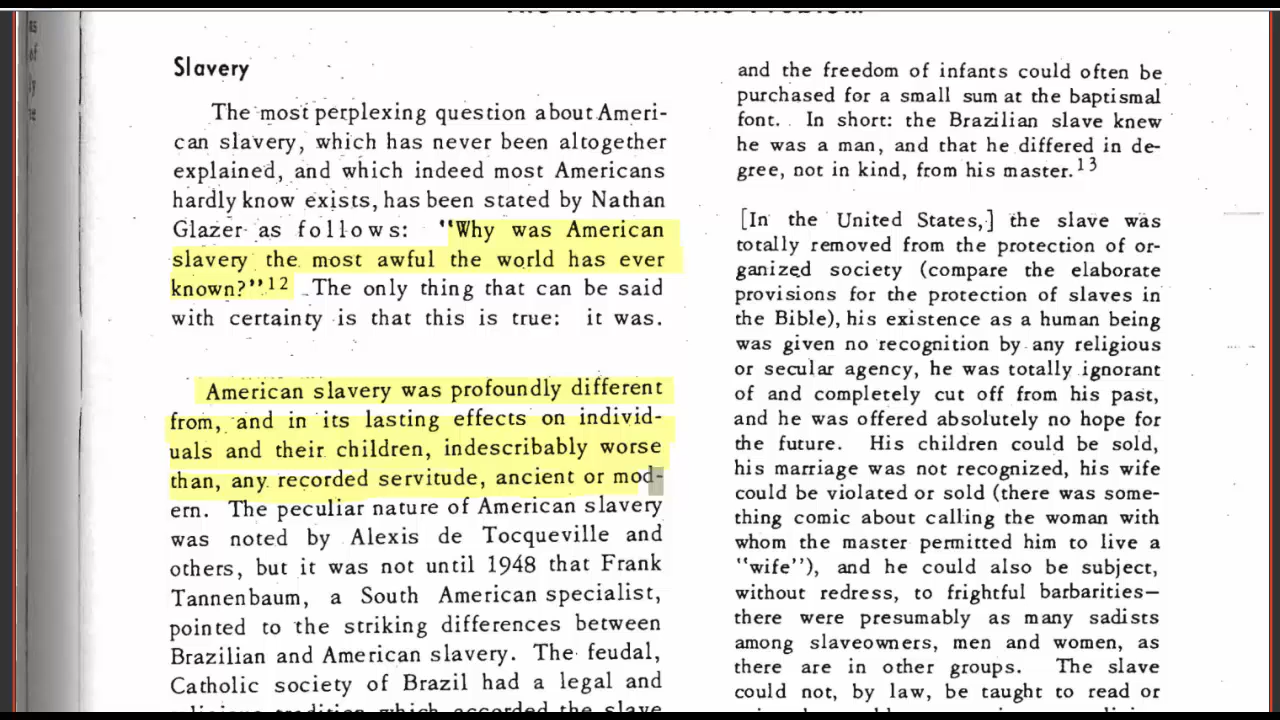 Slavery
The most perplexing question about Ameri-
can slavery, which has never been altogether
explained, and which indeed most Americans
hardly know exists, has been stated by Nathan
Glazer as follows: "Why was American
slavery the most awful the world has ever
known?"12 The only thing that can be said
with certainty is that this is true: it was.
American slavery was profoundly different
from, and in its lasting effects on individ-
uals and their children, indescribably worse
than, any recorded servitude, ancient or mod-
ern. The peculiar nature of American slavery
was noted by Alexis de Tocqueville and
others, but it was not until 1948 that Frank
Tannenbaum, a South American specialist,
pointed to the striking differences between
Brazilian and American slavery. The feudal,
Catholic society of Brazil had a legal and
religious tradition which accorded the slave
and the freedom of infants could often be
purchased for a small sum at the baptismal
font. In short: the Brazilian slave knew
he was a man, and that he differed in de-
gree, not in kind, from his master.13
[In the United States,] the slave was
totally removed from the protection of or-
ganized society (compare the elaborate
provisions for the protection of slaves in
the Bible), his existence as a human being
was given no recognition by any religious
or secular agency, he was totally ignorant
of and completely cut off from his past,
and he was offered absolutely no hope for
the future. His children could be sold,
his marriage was not recognized, his wife
could be violated or sold (there was some-
thing comic about calling the woman with
whom the master permitted him to live a
"wife"), and he could also be subject,
without redress, to frightful barbarities—
there were presumably as many sadists
among slaveowners, men and women, as
there are in other groups. The slave
could not, by law, be taught to read or